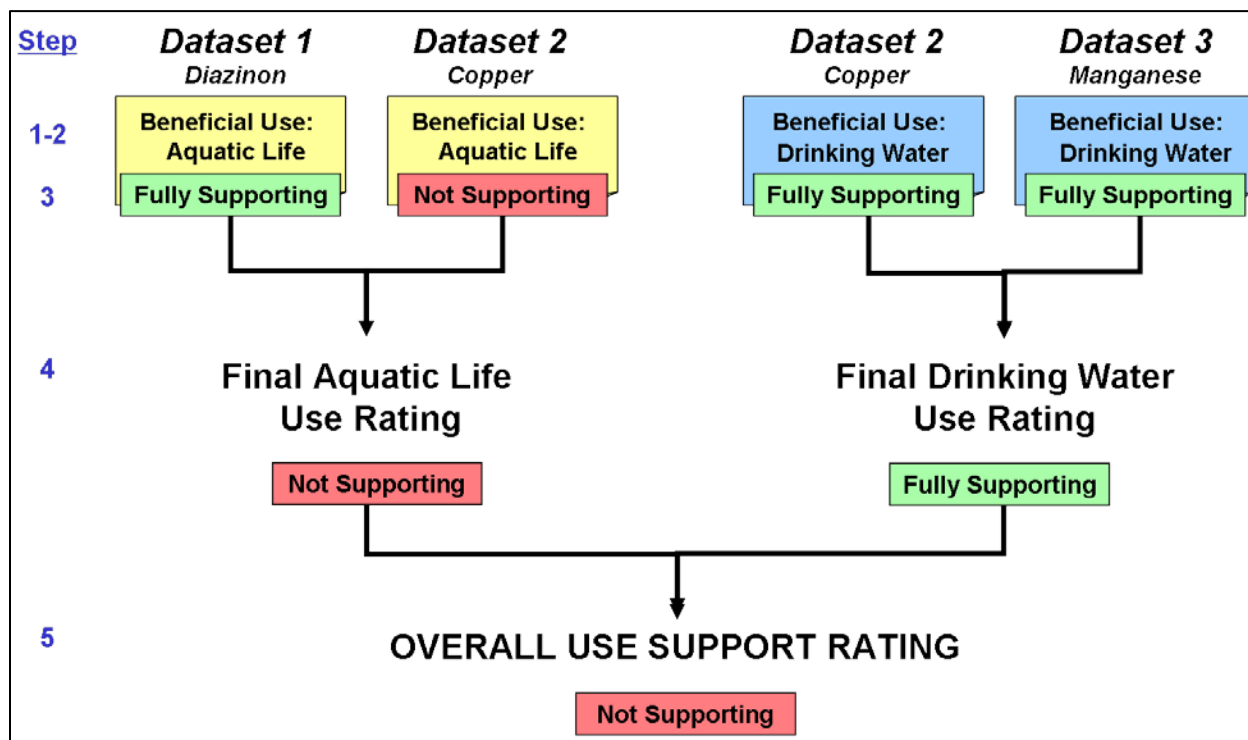 Step
Dataset 1
Dataset 2
Dataset 2
Dataset 3
Diazinon
Copper
Copper
Manganese
1-2
Beneficial Use:
Aquatic Life
Beneficial Use:
Aquatic Life
Beneficial Use:
Drinking Water
Beneficial Use:
Drinking Water
3
Fully Supporting
Not Supporting
Fully Supporting
Fully Supporting
4
Final Aquatic Life
Use Rating
Final Drinking Water
Use Rating
Not Supporting
Fully Supporting
5
OVERALL USE SUPPORT RATING
Not Supporting